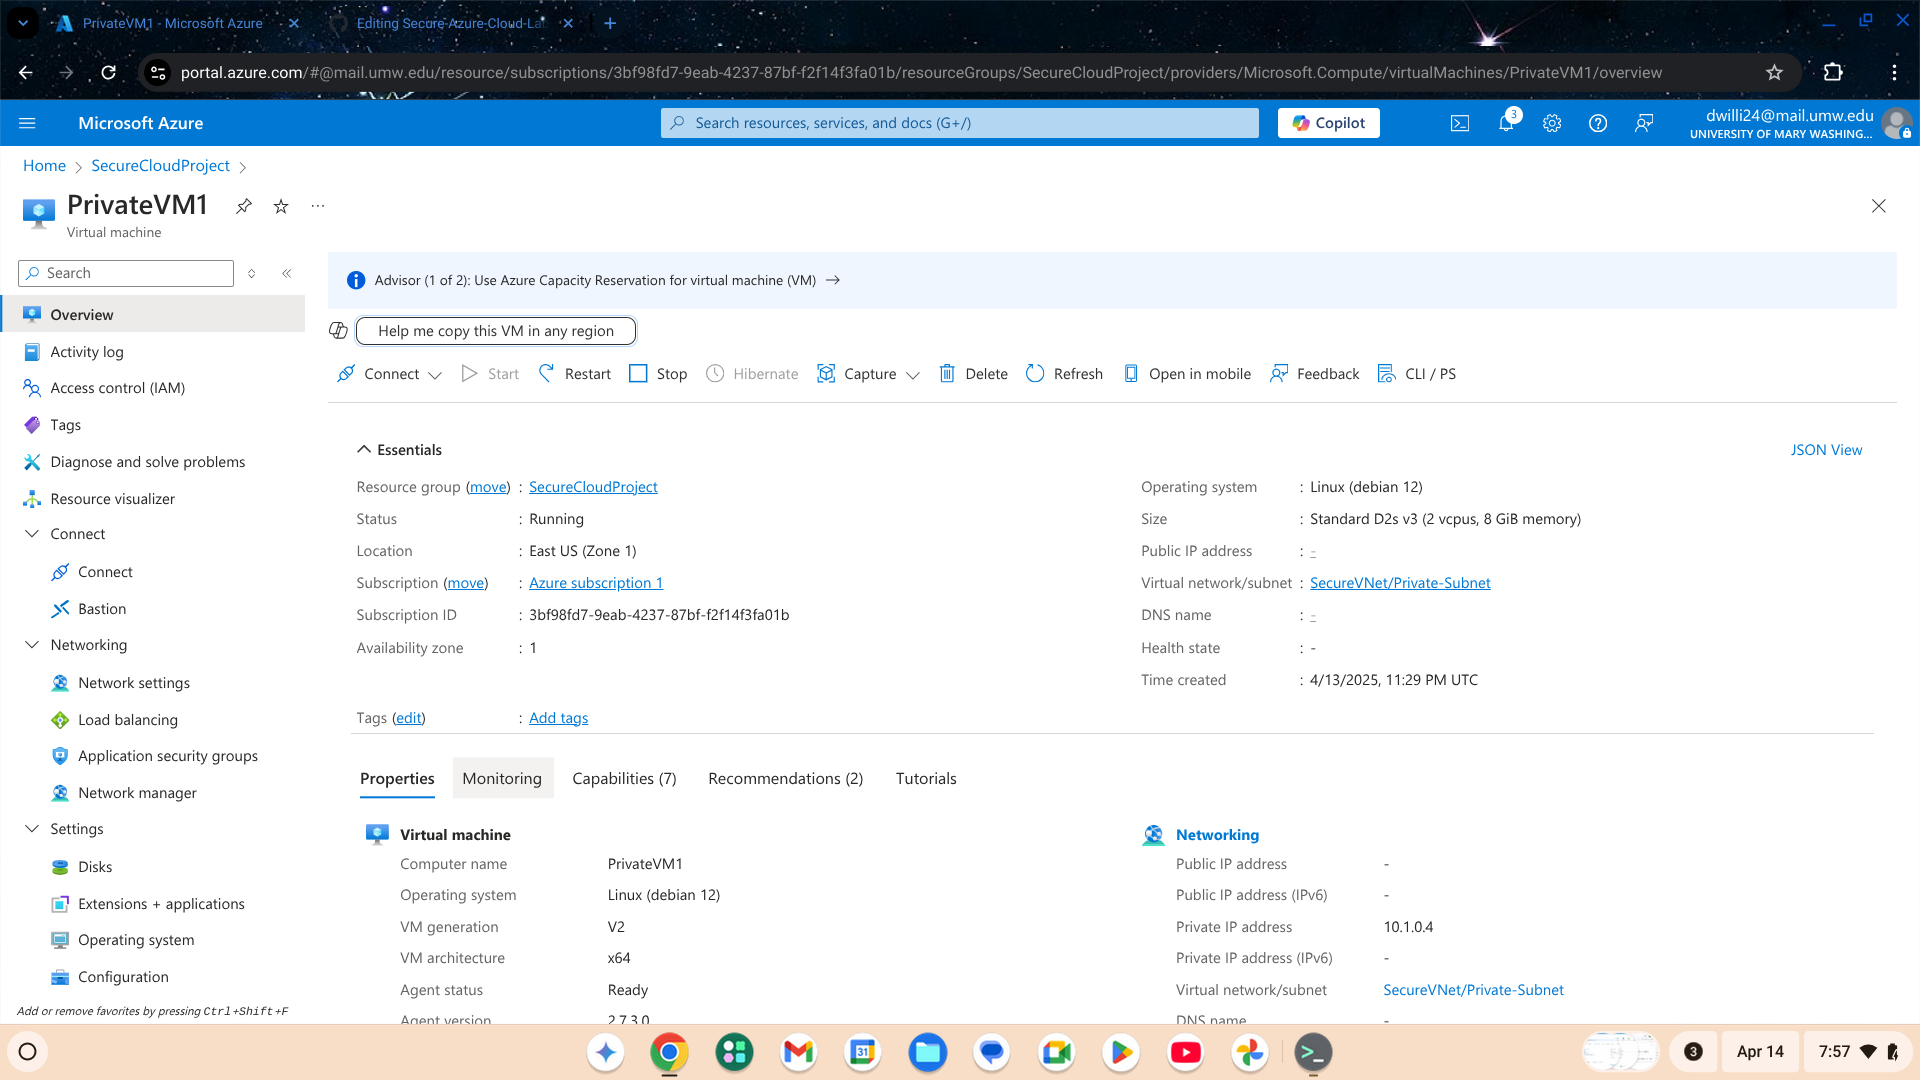 PrivateVM1 - Microsoft Azure
Editing Secure-Azure-Cloud-La
portal.azure.com/#@mail.umw.edu/resource/subscriptions/3bf98fd7-9eab-4237-87bf-f2f14f3fa01b/resourceGroups/SecureCloudProject/providers/Microsoft.Compute/virtualMachines/PrivateVM1/overview
Microsoft Azure
Search resources, services, and docs (G+/)
Copilot
3
dwilli24@mail.umw.edu
UNIVERSITY OF MARY WASHING...
Home
SecureCloudProject
PrivateVM1
Virtual machine
Search
Overview
Activity log
Access control (IAM)
Tags
Diagnose and solve problems
Resource visualizer
Connect
Connect
Bastion
Networking
Network settings
Load balancing
Application security groups
Network manager
Settings
Disks
Extensions + applications
Operating system
Configuration
Add or remove favorites by pressing Ctrl+Shift+F
Advisor (1 of 2): Use Azure Capacity Reservation for virtual machine (VM) →
Help me copy this VM in any region
Connect
Start
Restart
Stop
Hibernate
Capture
Delete
Refresh
Open in mobile
Feedback
CLI / PS
Essentials
JSON View
Resource group (move) : SecureCloudProject
Status : Running
Location : East US (Zone 1)
Subscription (move) : Azure subscription 1
Subscription ID : 3bf98fd7-9eab-4237-87bf-f2f14f3fa01b
Availability zone : 1
Operating system : Linux (debian 12)
Size : Standard D2s v3 (2 vcpus, 8 GiB memory)
Public IP address : -
Virtual network/subnet : SecureVNet/Private-Subnet
DNS name : -
Health state : -
Time created : 4/13/2025, 11:29 PM UTC
Tags (edit) : Add tags
Properties
Monitoring
Capabilities (7)
Recommendations (2)
Tutorials
Virtual machine
Computer name PrivateVM1
Operating system Linux (debian 12)
VM generation V2
VM architecture x64
Agent status Ready
Agent version 2.7.3.0
Networking
Public IP address -
Public IP address (IPv6) -
Private IP address 10.1.0.4
Private IP address (IPv6) -
Virtual network/subnet SecureVNet/Private-Subnet
DNS name -
31
3
Apr 14
7:57